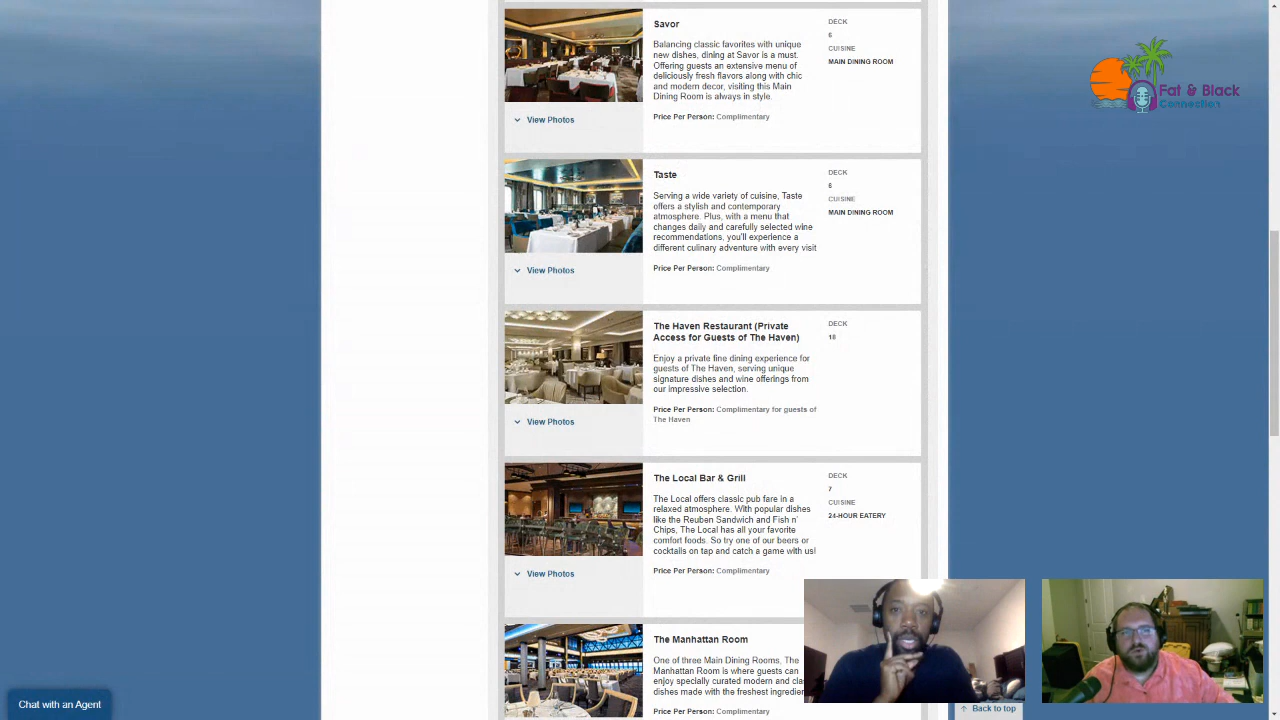 Savor
Balancing classic favorites with unique
new dishes, dining at Savor is a must.
Offering guests an extensive menu of
deliciously fresh flavors along with chic
and modern decor, visiting this Main
Dining Room is always in style.
Price Per Person: Complimentary
DECK
6
CUISINE
MAIN DINING ROOM
View Photos
Fat & Black
Connection
Taste
Serving a wide variety of cuisine, Taste
offers a stylish and contemporary
atmosphere. Plus, with a menu that
changes daily and carefully selected wine
recommendations, you'll experience a
different culinary adventure with every visit
Price Per Person: Complimentary
DECK
6
CUISINE
MAIN DINING ROOM
View Photos
The Haven Restaurant (Private
Access for Guests of The Haven)
Enjoy a private fine dining experience for
guests of The Haven, serving unique
signature dishes and wine offerings from
our impressive selection.
Price Per Person: Complimentary for guests of
The Haven
DECK
18
View Photos
The Local Bar & Grill
The Local offers classic pub fare in a
relaxed atmosphere. With popular dishes
like the Reuben Sandwich and Fish n'
Chips, The Local has all your favorite
comfort foods. So try one of our beers or
cocktails on tap and catch a game with us!
Price Per Person: Complimentary
DECK
7
CUISINE
24-HOUR EATERY
View Photos
The Manhattan Room
One of three Main Dining Rooms, The
Manhattan Room is where guests can
enjoy specially curated modern and clas
dishes made with the freshest ingredien
Price Per Person: Complimentary
Chat with an Agent
Back to top